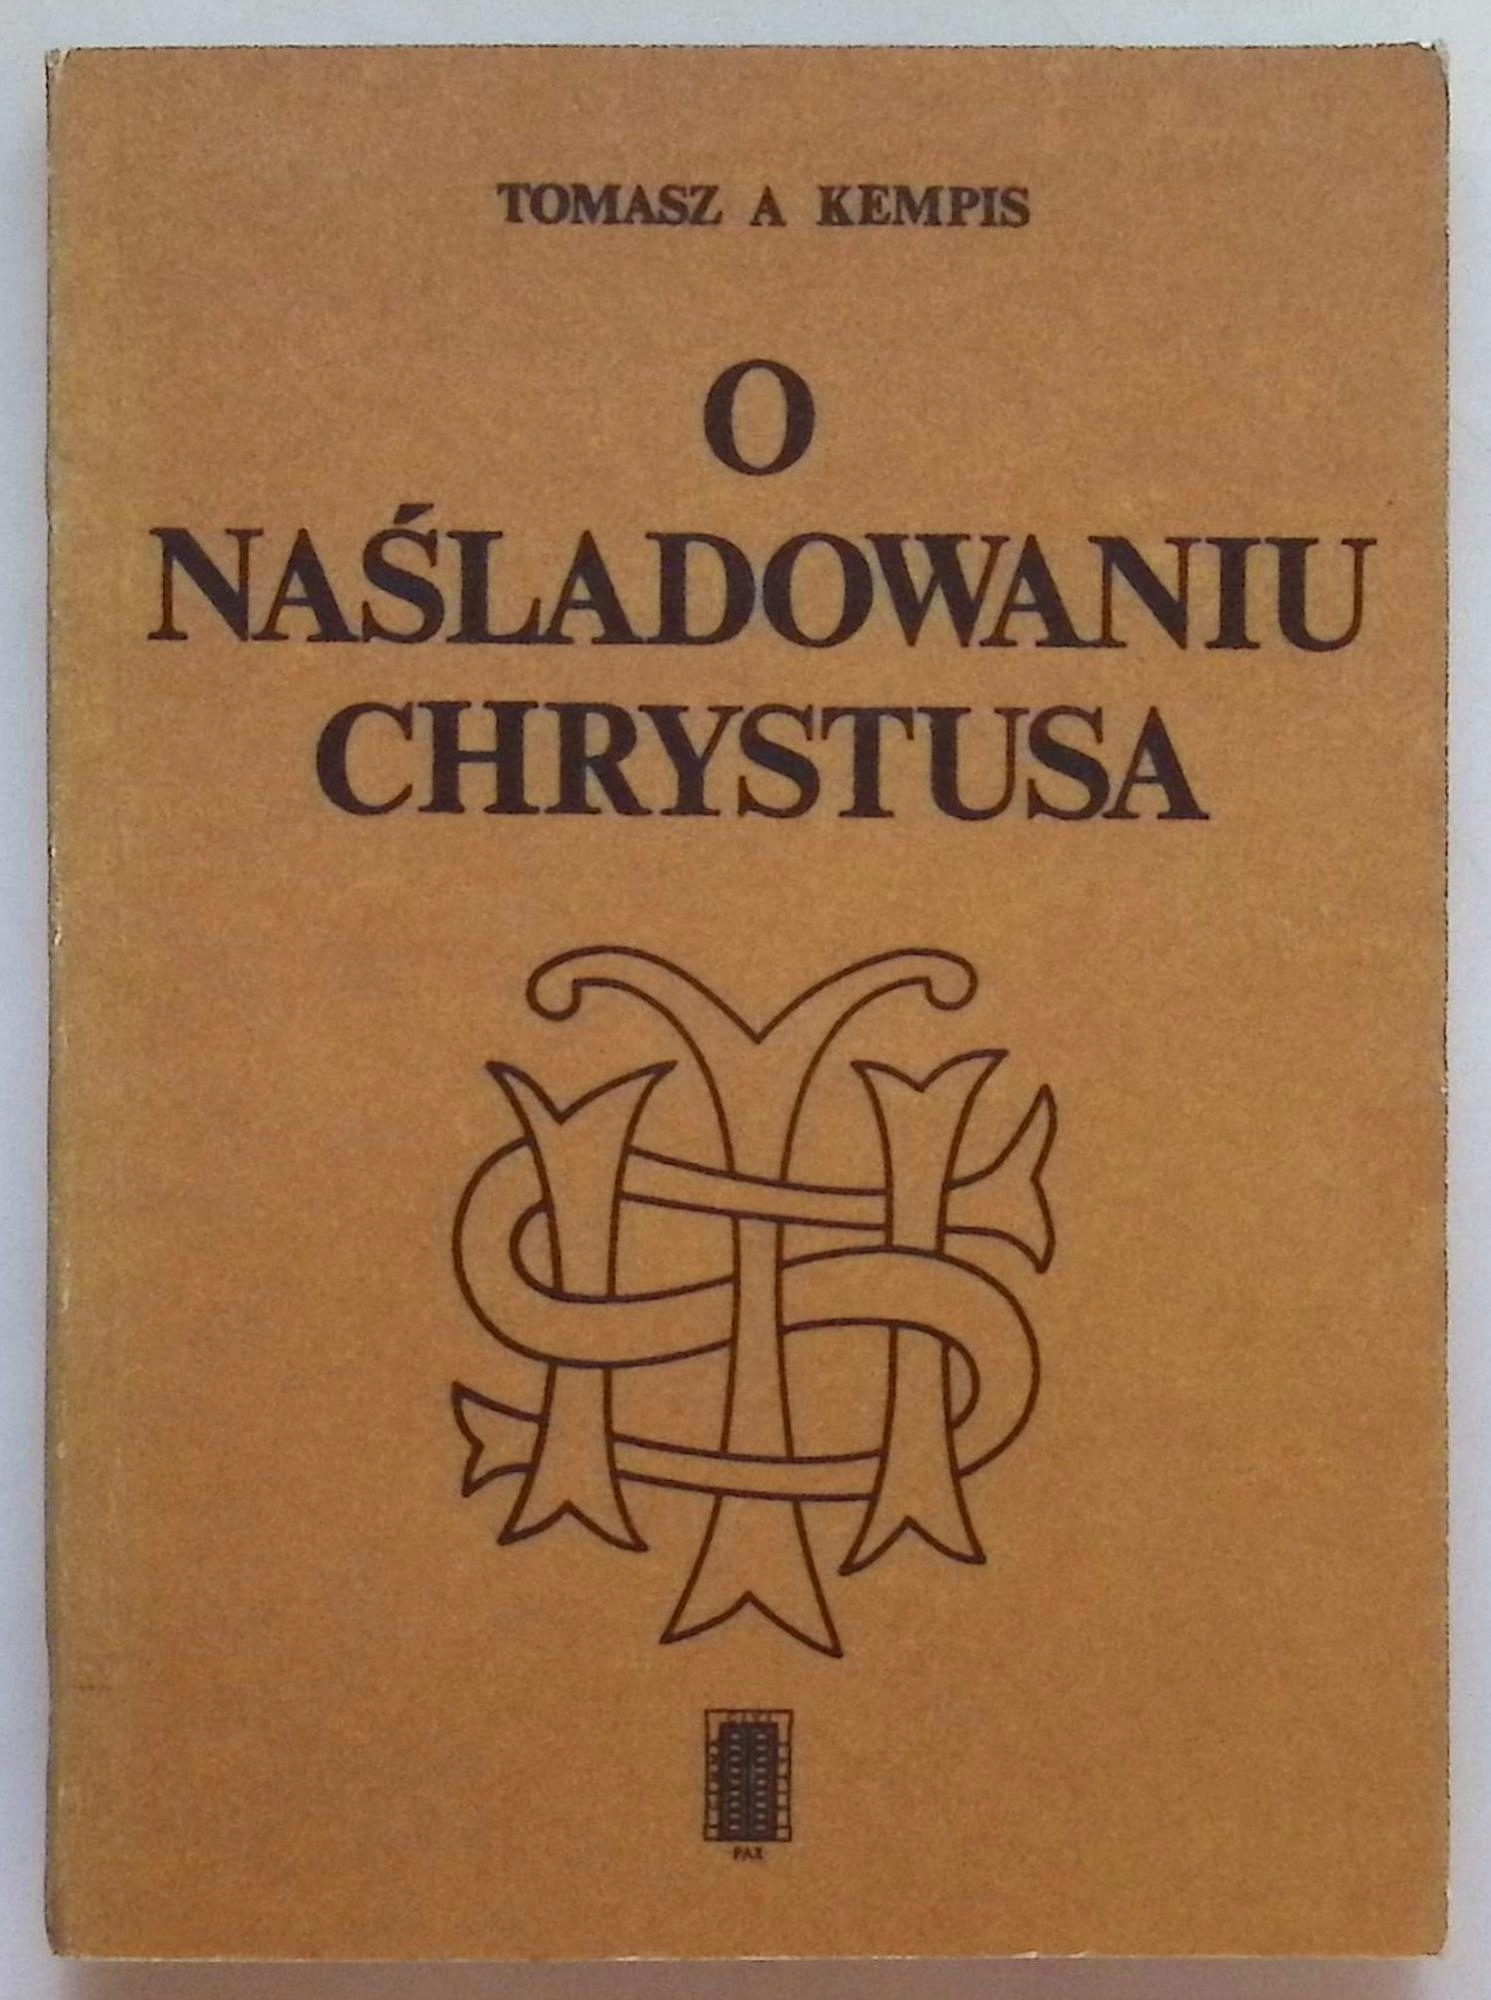 TOMASZ A KEMPIS
O
NAŚLADOWANIU
CHRYSTUSA
PAX